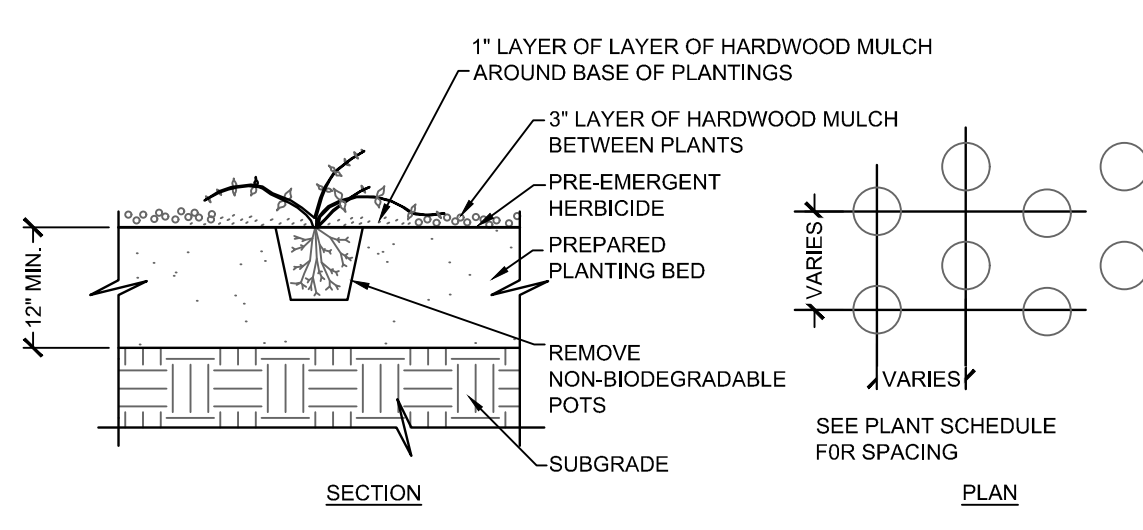 1" LAYER OF LAYER OF HARDWOOD MULCH
AROUND BASE OF PLANTINGS
3" LAYER OF HARDWOOD MULCH
BETWEEN PLANTS
PRE-EMERGENT
HERBICIDE
PREPARED
PLANTING BED
12" MIN.
REMOVE
NON-BIODEGRADABLE
POTS
SUBGRADE
SECTION
VARIES
VARIES
SEE PLANT SCHEDULE
F0R SPACING
PLAN